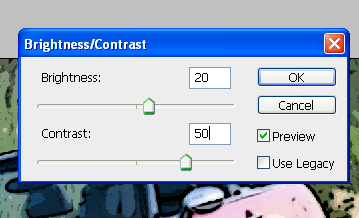 Brightness/Contrast
Brightness: 20 OK
Cancel
Contrast: 50 Preview
Use Legacy